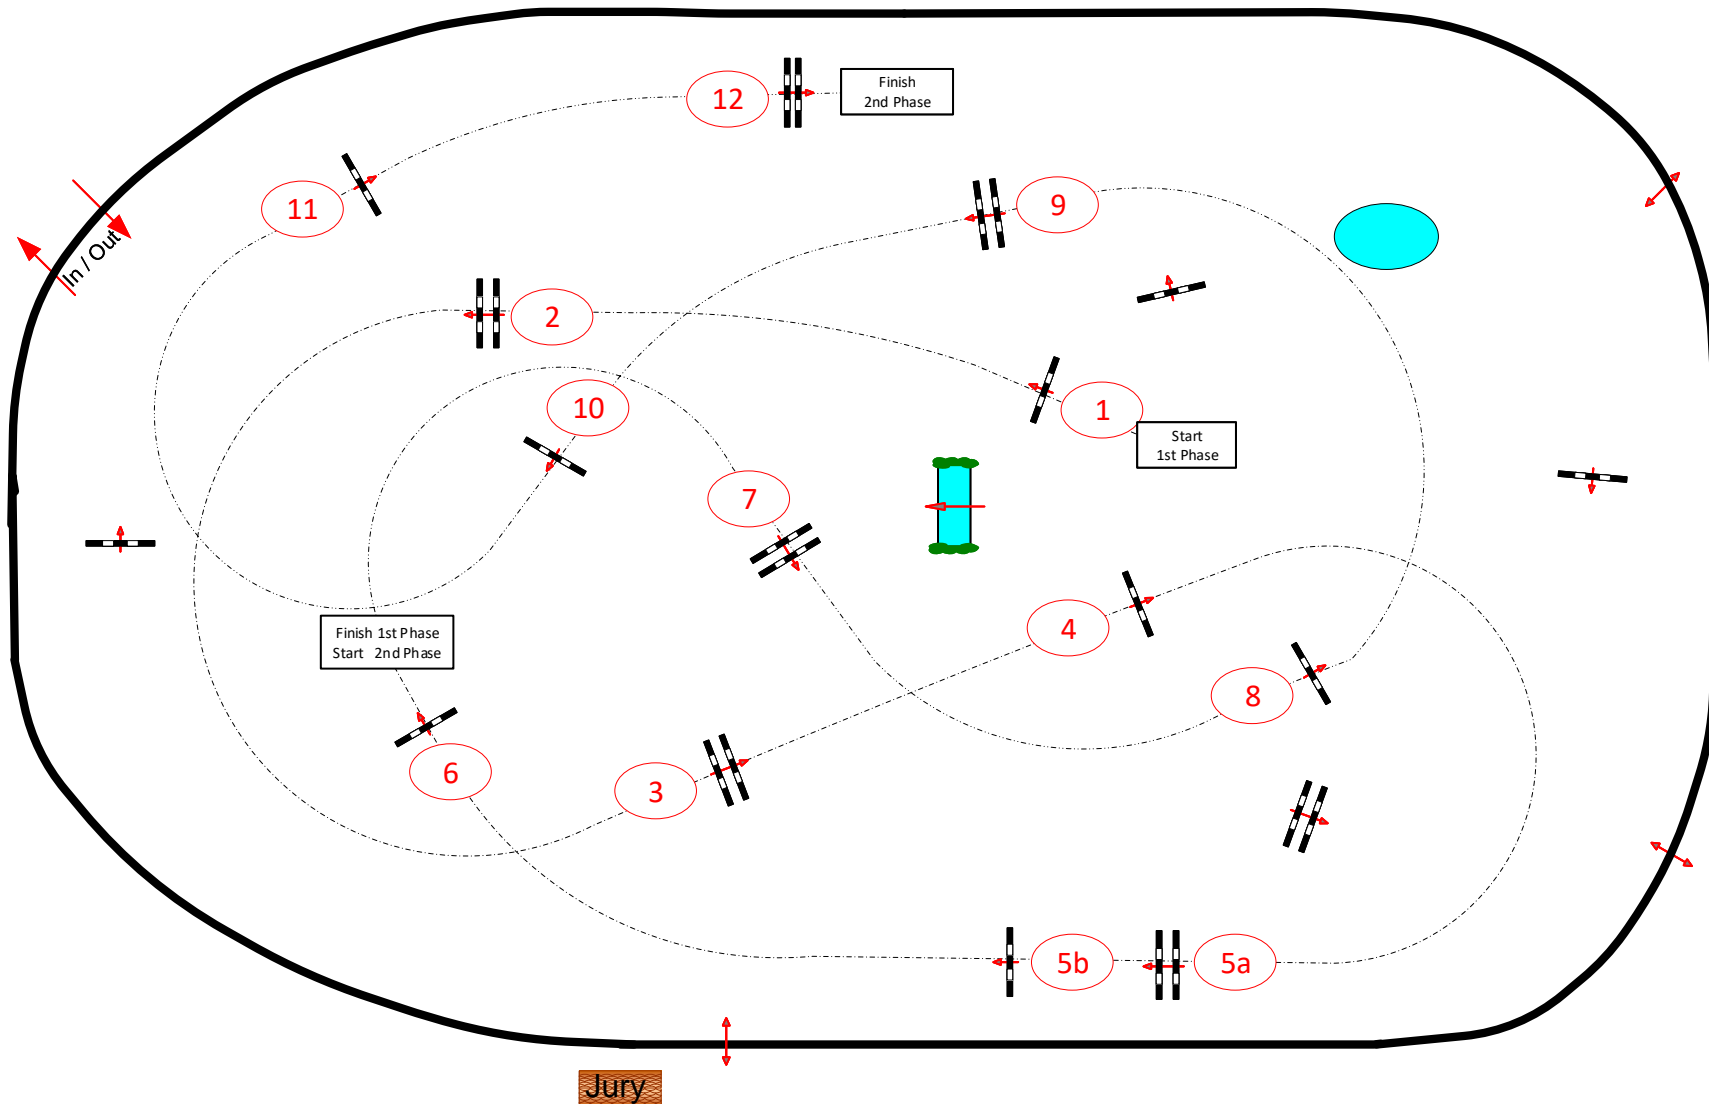 12
Finish
2nd Phase
11
9
In / Out
2
10
1
Start
1st Phase
7
4
Finish 1st Phase
Start 2nd Phase
8
6
3
5b
5a
Jury